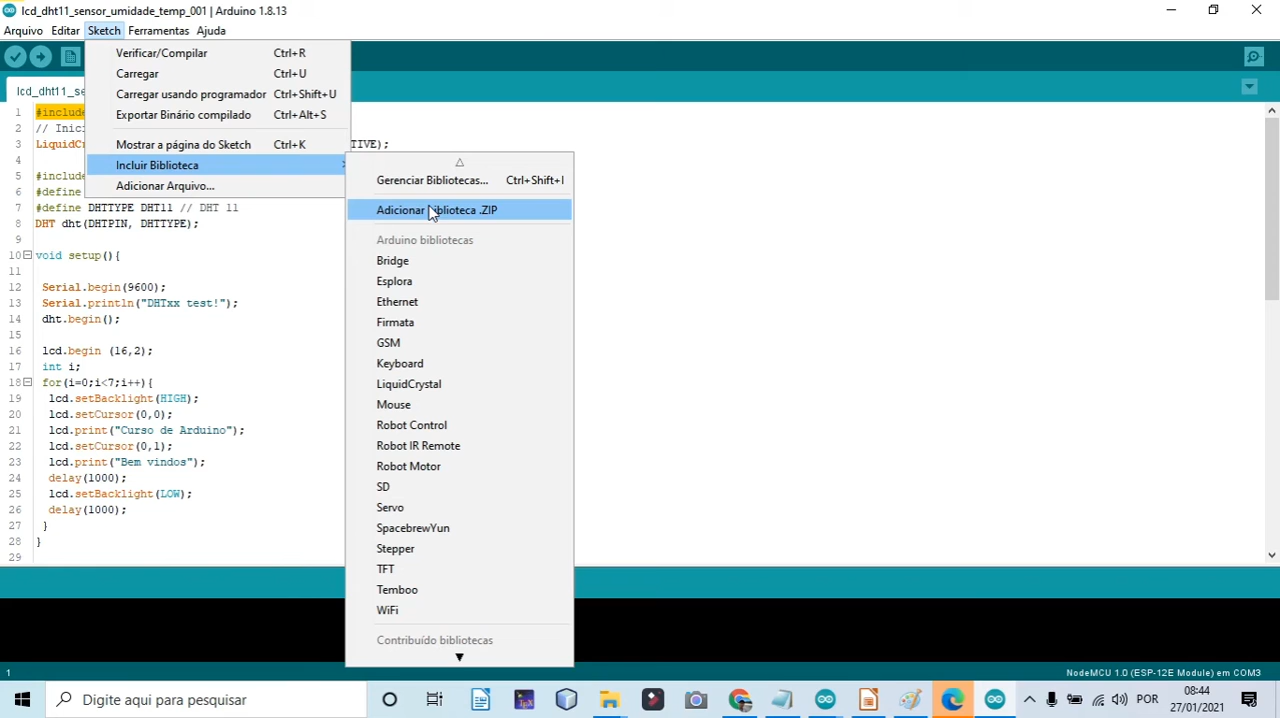 lcd_dht11_sensor_umidade_temp_001 | Arduino 1.8.13
Arquivo Editar Sketch Ferramentas Ajuda
Verificar/Compilar Ctrl+R
Carregar Ctrl+U
Carregar usando programador Ctrl+Shift+U
Exportar Binário compilado Ctrl+Alt+S
Mostrar a página do Sketch Ctrl+K
Incluir Biblioteca
Adicionar Arquivo...
Gerenciar Bibliotecas... Ctrl+Shift+I
Adicionar biblioteca .ZIP
Arduino bibliotecas
Bridge
Esplora
Ethernet
Firmata
GSM
Keyboard
LiquidCrystal
Mouse
Robot Control
Robot IR Remote
Robot Motor
SD
Servo
SpacebrewYun
Stepper
TFT
Temboo
WiFi
Contribuído bibliotecas
lcd_dht11_se
1 #include
2 // Inic
3 LiquidCr TIVE);
4
5 #include
6 #define
7 #define DHTTYPE DHT11 // DHT 11
8 DHT dht(DHTPIN, DHTTYPE);
9
10 void setup(){
11
12 Serial.begin(9600);
13 Serial.println("DHTxx test!");
14 dht.begin();
15
16 lcd.begin (16,2);
17 int i;
18 for(i=0;i<7;i++){
19 lcd.setBacklight(HIGH);
20 lcd.setCursor(0,0);
21 lcd.print("Curso de Arduino");
22 lcd.setCursor(0,1);
23 lcd.print("Bem vindos");
24 delay(1000);
25 lcd.setBacklight(LOW);
26 delay(1000);
27 }
28 }
29
1 NodeMCU 1.0 (ESP-12E Module) em COM3
Digite aqui para pesquisar
POR
08:44
27/01/2021